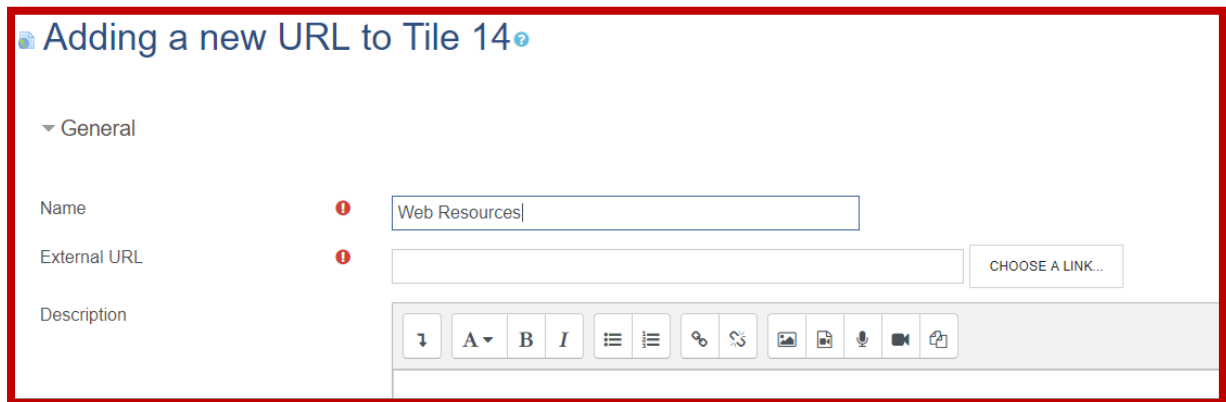 Adding a new URL to Tile 14
General
Name
Web Resources
External URL
CHOOSE A LINK...
Description
A B I